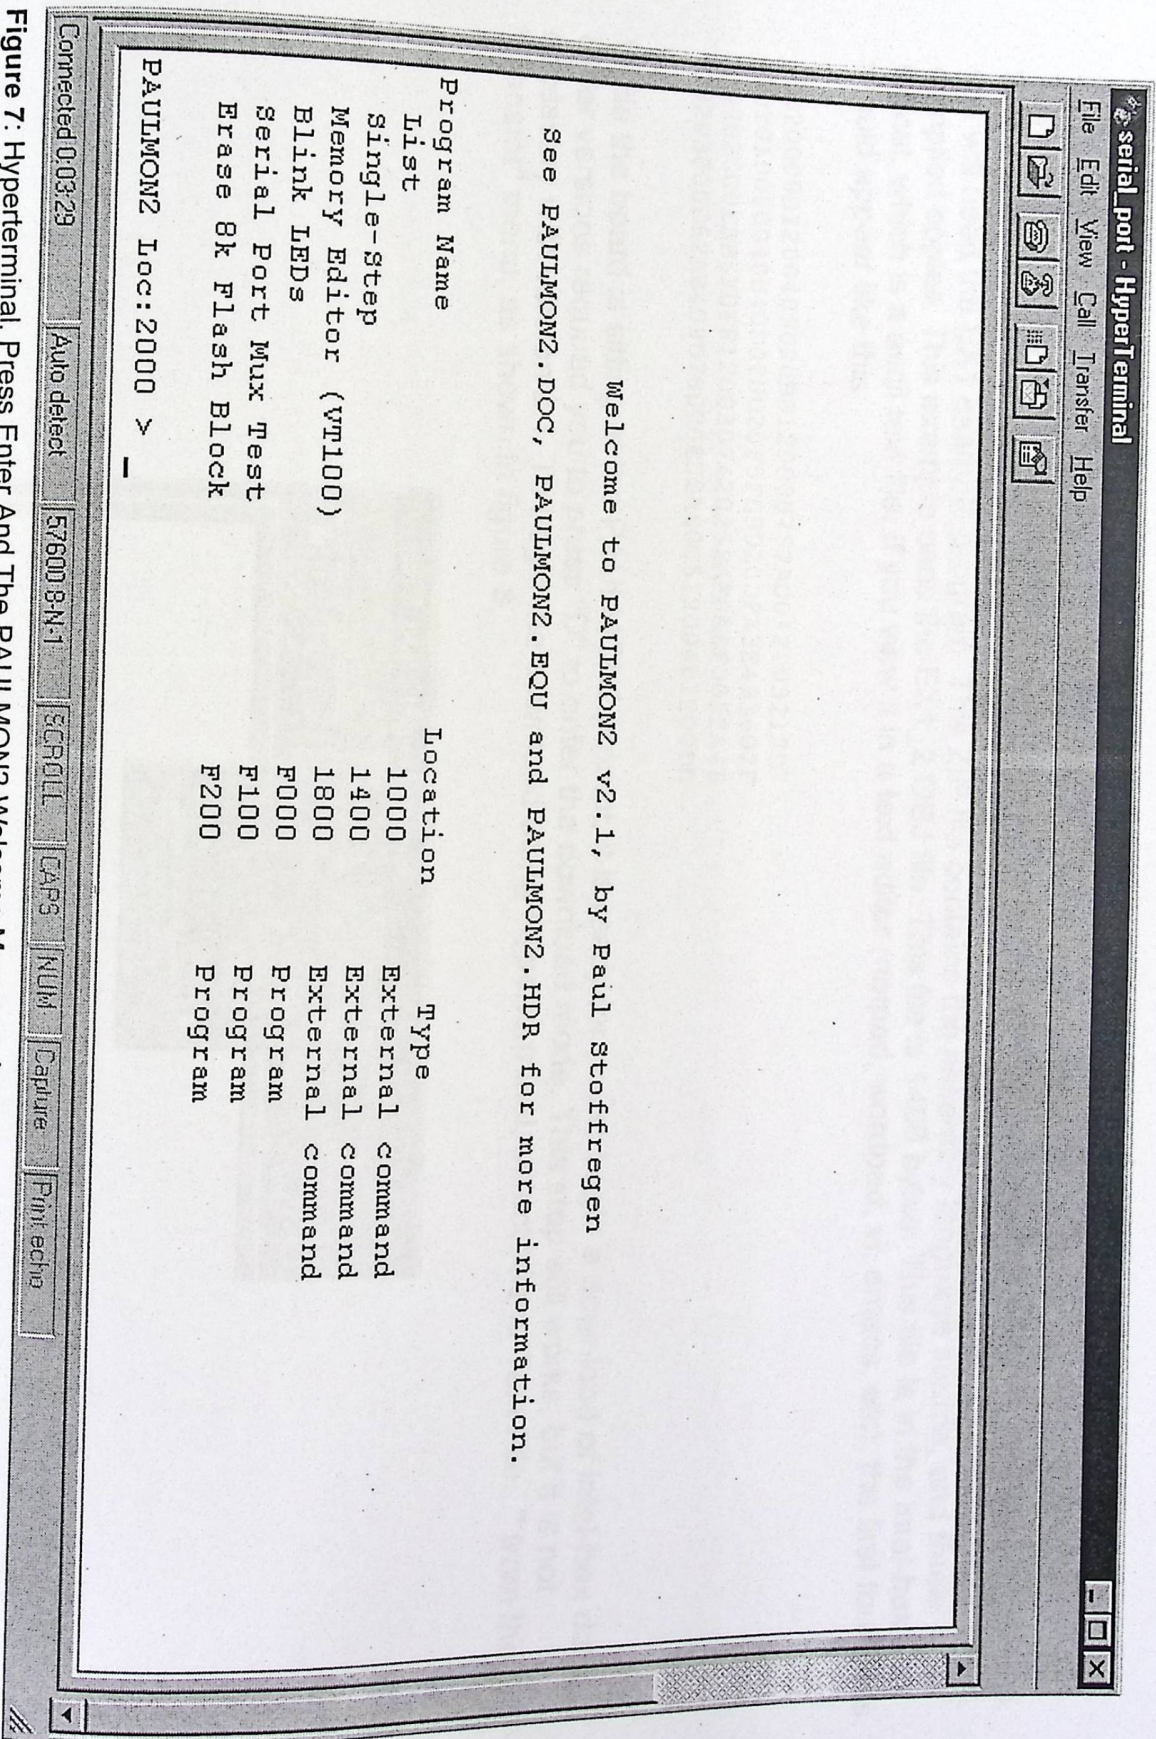 serial_port - HyperTerminal
File Edit View Call Transfer Help
Welcome to PAULMON2 v2.1, by Paul Stoffregen
See PAULMON2.DOC, PAULMON2.EQU and PAULMON2.HDR for more information.
Program Name Location Type
List 1000 External command
Single-Step 1400 External command
Memory Editor (VT100) 1800 External command
Blink LEDs F000 Program
Serial Port Mux Test F100 Program
Erase 8k Flash Block F200 Program
PAULMON2 Loc:2000 > _
Connected 0:03:29 Auto detect 57600 8-N-1 SCROLL CAPS NUM Capture Print echo
Figure 7: Hyperterminal, Press Enter And The PAULMON2 Welcome